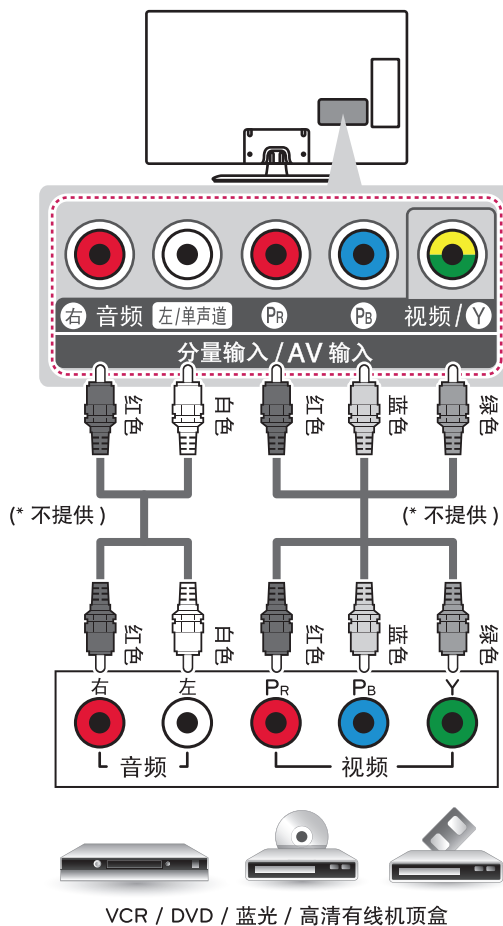 右 音频 左/单声道 PR PB 视频/Y
分量输入/AV 输入
红色 白色 红色 蓝色 绿色
(* 不提供) (* 不提供)
红色 白色 红色 蓝色 绿色
右 左 PR PB Y
音频 视频
VCR / DVD / 蓝光 / 高清有线机顶盒